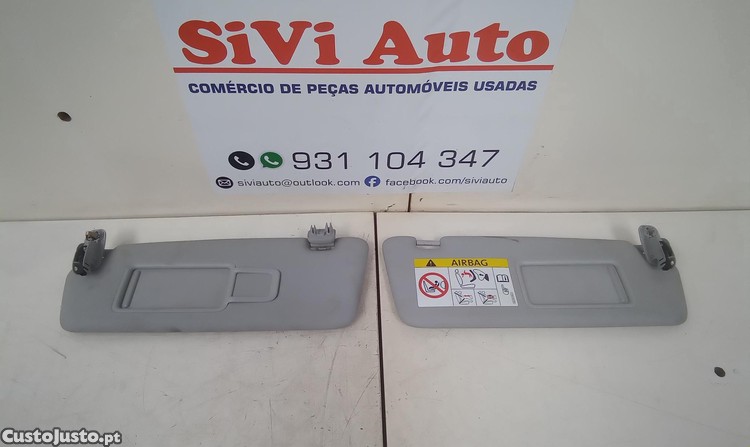 SiVi Auto
COMÉRCIO DE PEÇAS AUTOMÓVEIS USADAS
931 104 347
siviauto@outlook.com facebook.com/siviauto
AIRBAG
CustoJusto.pt